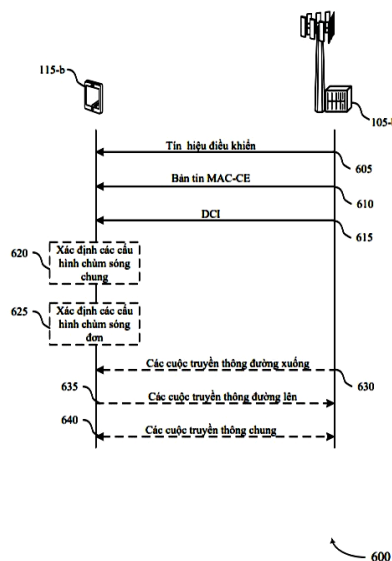 115-b
105-
Tín hiệu điều khiển
605
Bản tin MAC-CE
610
DCI
615
620
Xác định các cấu
hình chùm sóng
chung
625
Xác định các cấu
hình chùm sóng
đơn
Các cuộc truyền thông đường xuống
630
635
Các cuộc truyền thông đường lên
640
Các cuộc truyền thông chung
600